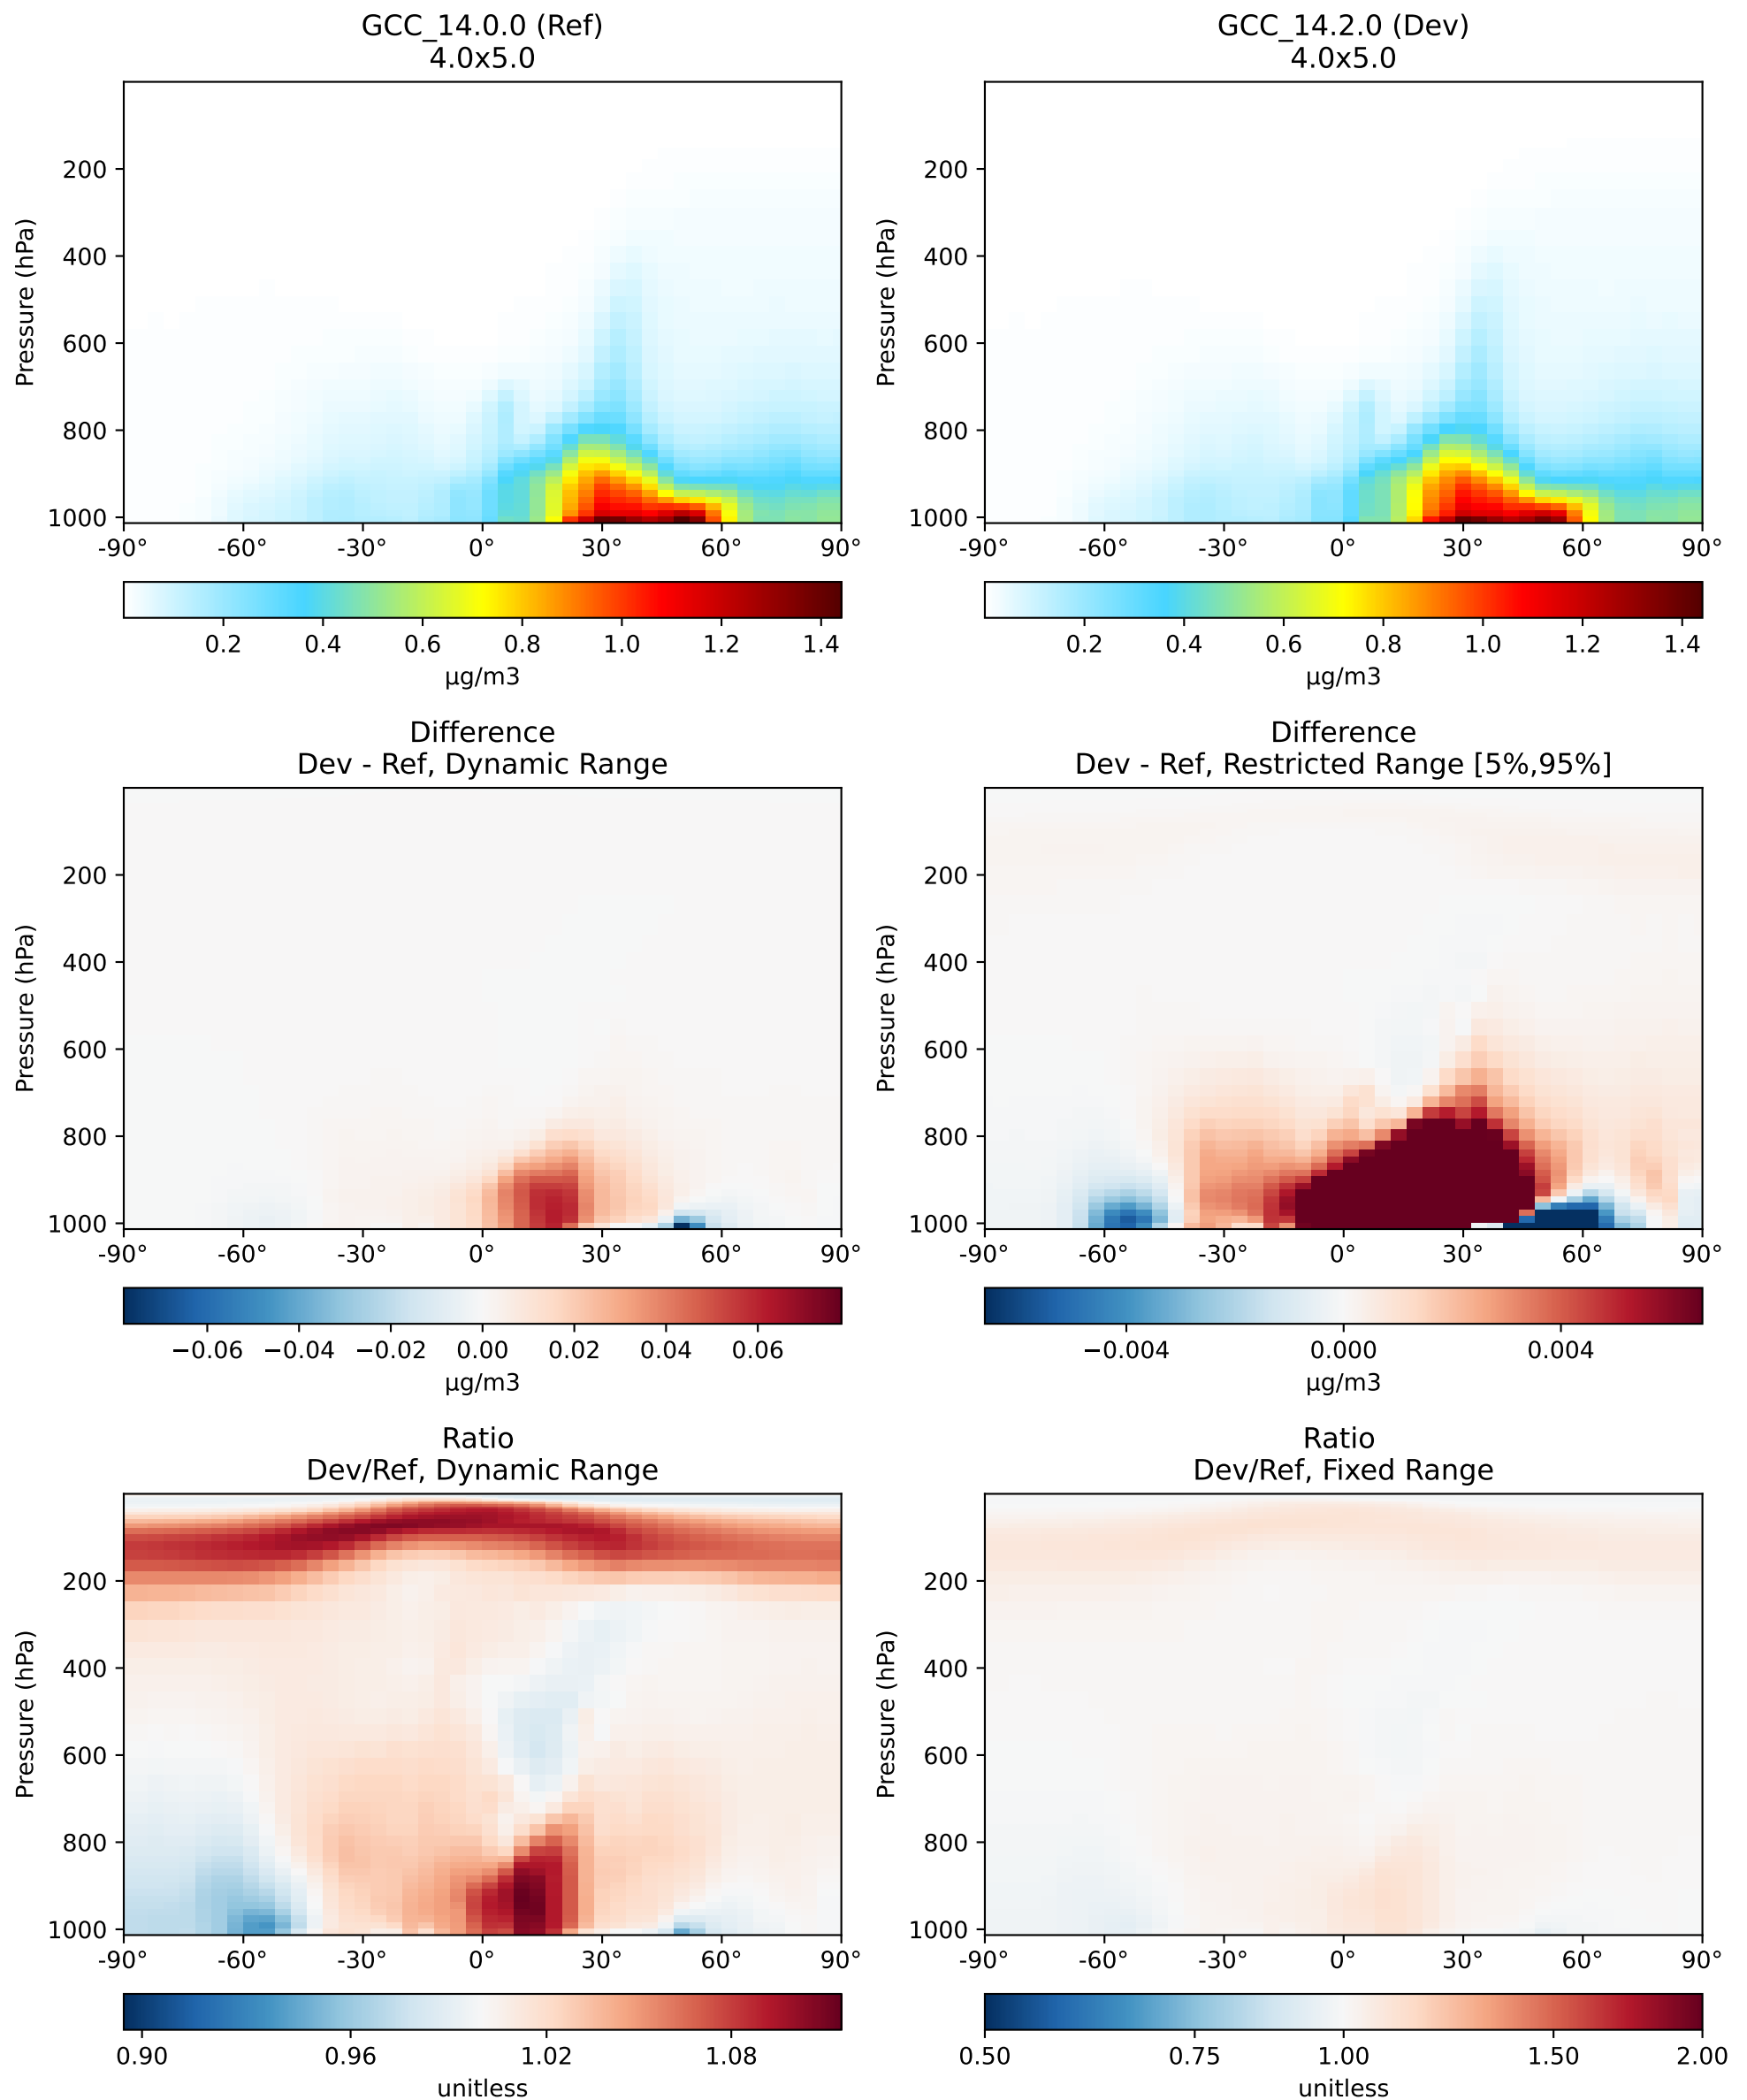 GCC_14.0.0 (Ref)
4.0x5.0
Pressure (hPa)
200
400
600
800
1000
-90° -60° -30° 0° 30° 60° 90°
0.2 0.4 0.6 0.8 1.0 1.2 1.4
µg/m3
GCC_14.2.0 (Dev)
4.0x5.0
Pressure (hPa)
200
400
600
800
1000
-90° -60° -30° 0° 30° 60° 90°
0.2 0.4 0.6 0.8 1.0 1.2 1.4
µg/m3
Difference
Dev - Ref, Dynamic Range
Pressure (hPa)
200
400
600
800
1000
-90° -60° -30° 0° 30° 60° 90°
−0.06 −0.04 −0.02 0.00 0.02 0.04 0.06
µg/m3
Difference
Dev - Ref, Restricted Range [5%,95%]
Pressure (hPa)
200
400
600
800
1000
-90° -60° -30° 0° 30° 60° 90°
−0.004 0.000 0.004
µg/m3
Ratio
Dev/Ref, Dynamic Range
Pressure (hPa)
200
400
600
800
1000
-90° -60° -30° 0° 30° 60° 90°
0.90 0.96 1.02 1.08
unitless
Ratio
Dev/Ref, Fixed Range
Pressure (hPa)
200
400
600
800
1000
-90° -60° -30° 0° 30° 60° 90°
0.50 0.75 1.00 1.50 2.00
unitless